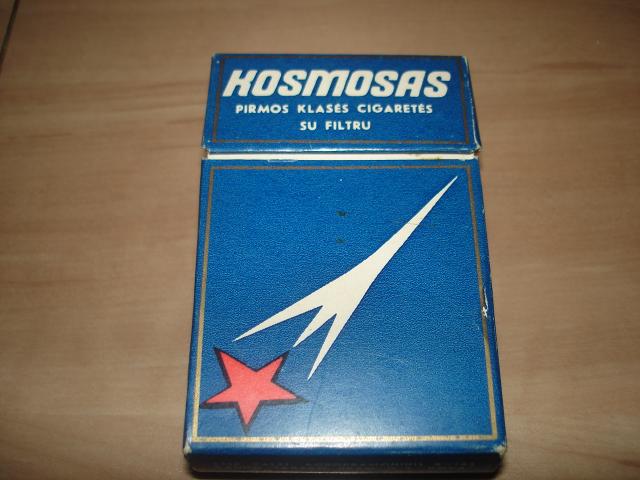 KOSMOSAS
PIRMOS KLASĖS CIGARETĖS
SU FILTRU